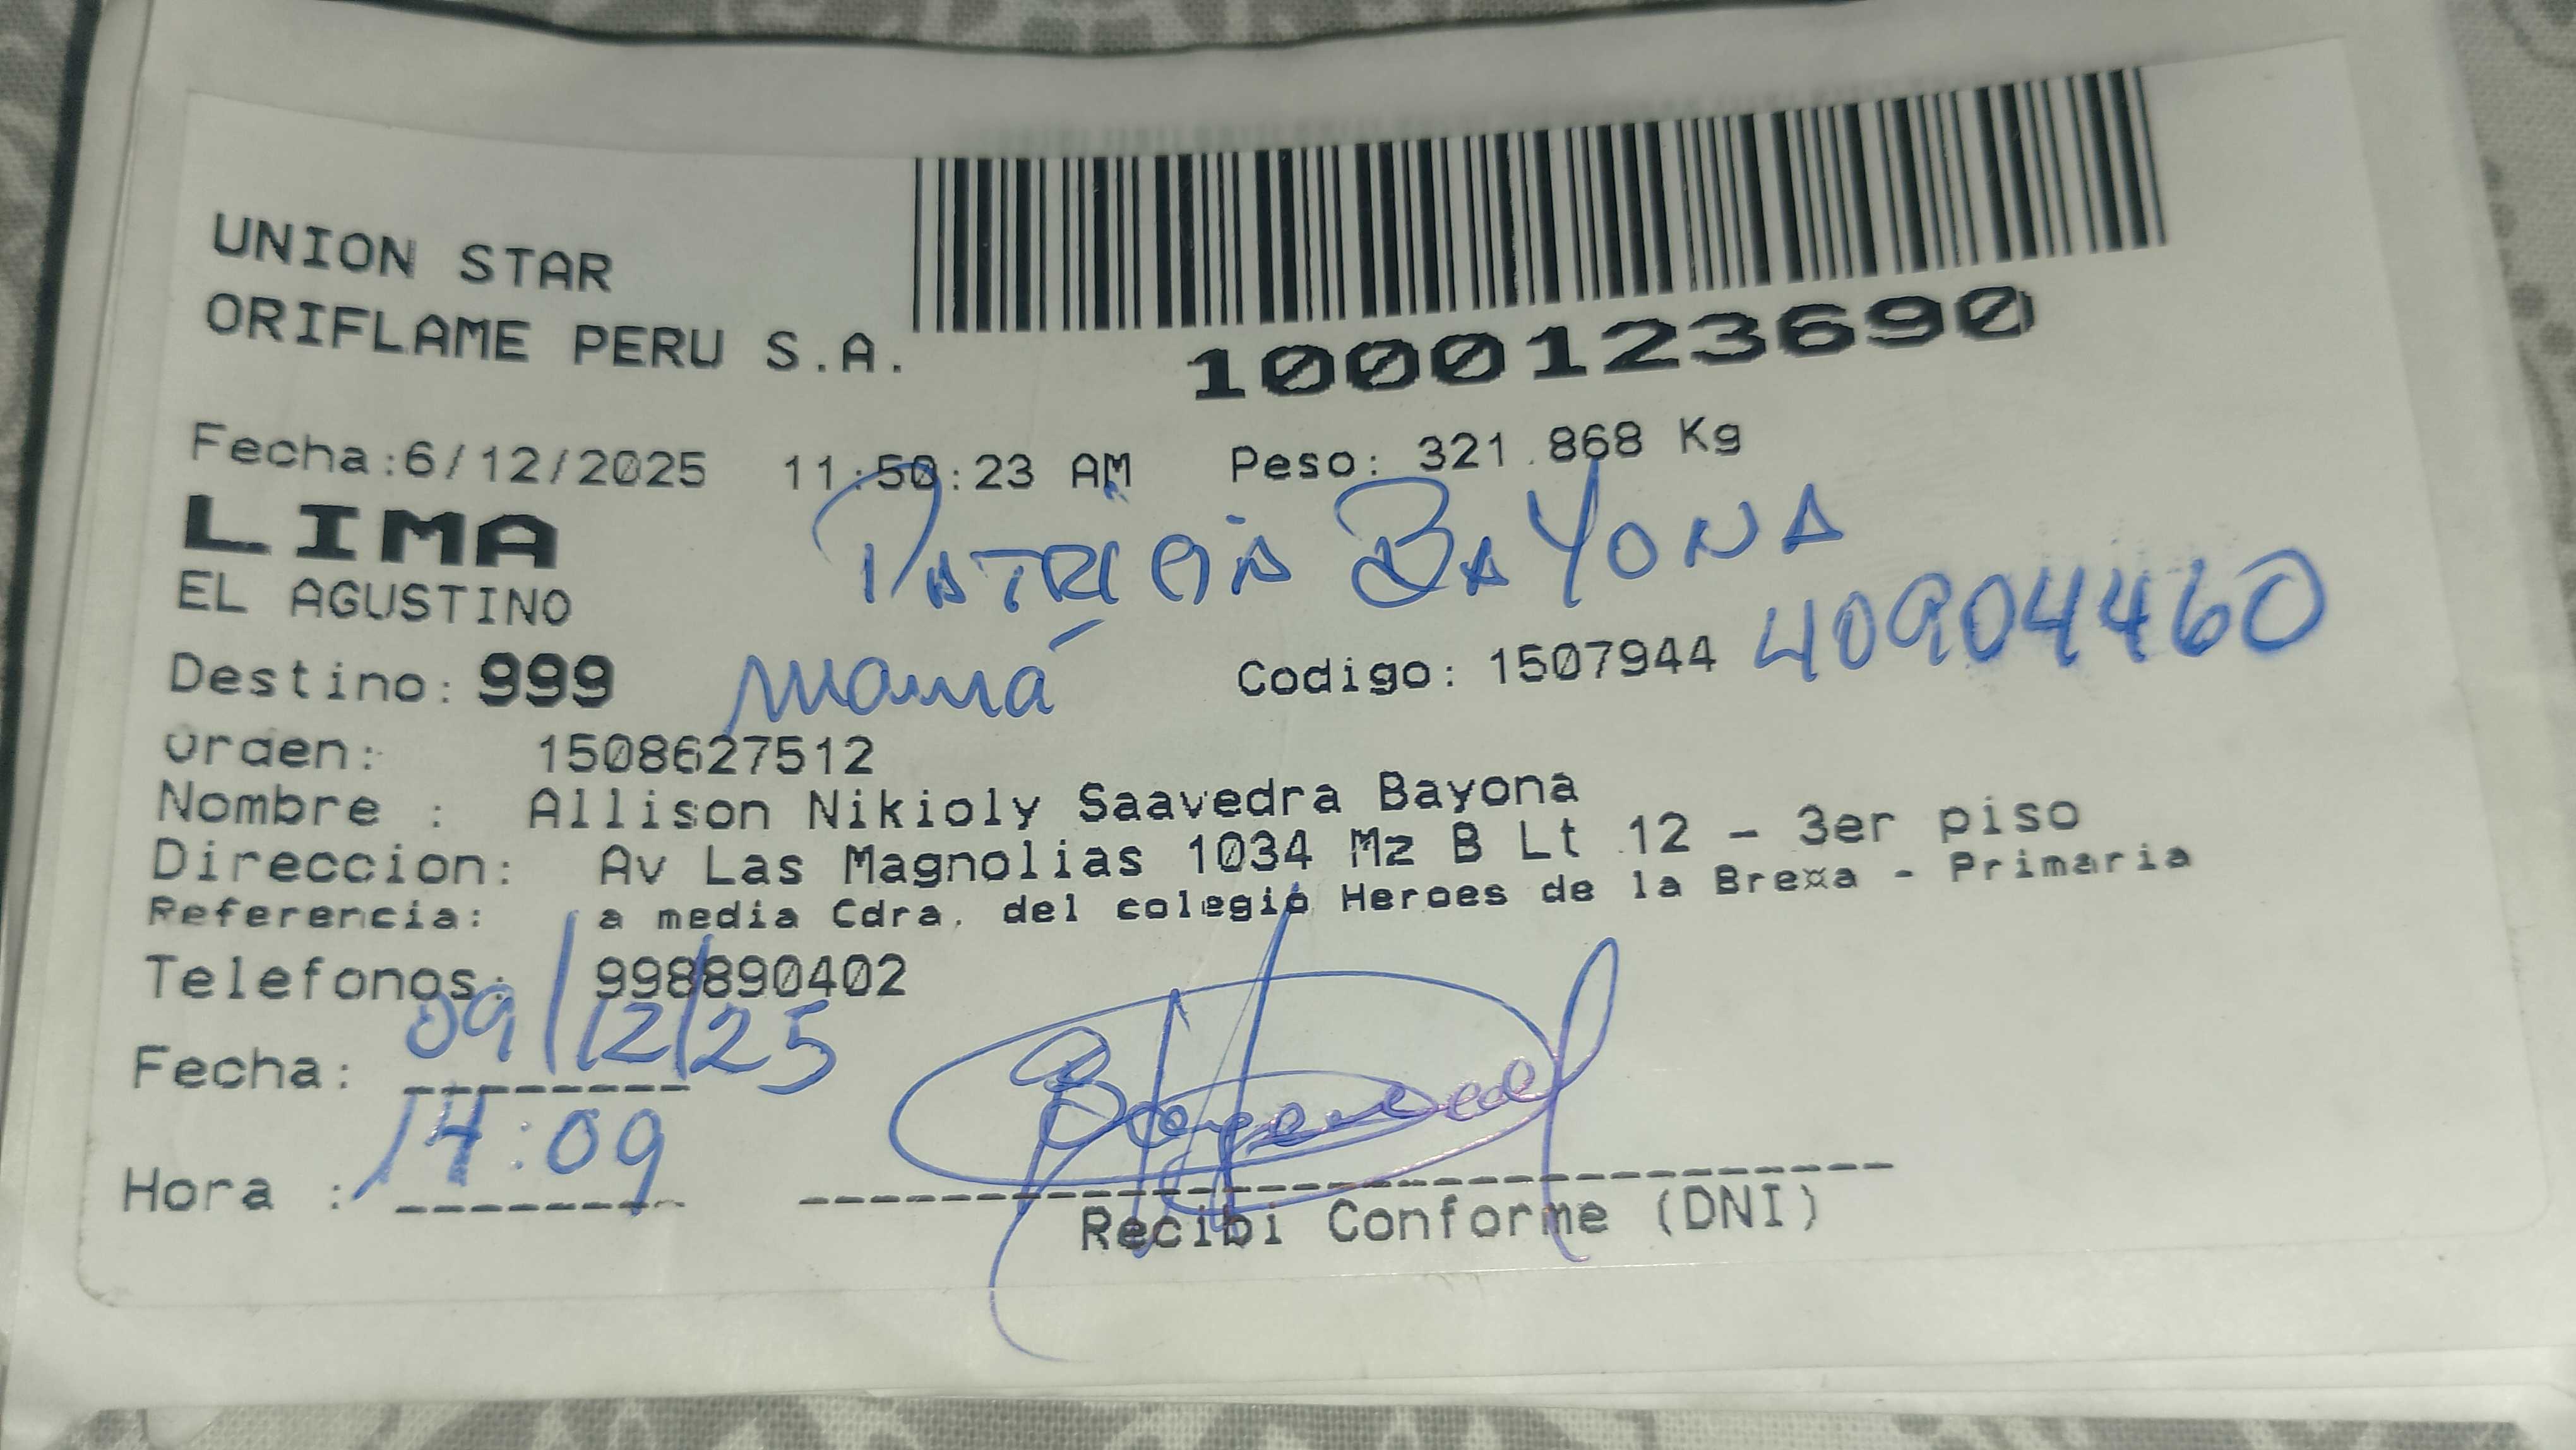 UNION STAR
ORIFLAME PERU S.A.
1000123690
Fecha:6/12/2025 11:50:23 AM Peso: 321.868 Kg
LIMA
PATRICIA BAYONA
EL AGUSTINO
Destino: 999 mamá Codigo: 1507944 40904460
Orden: 1508627512
Nombre : Allison Nikioly Saavedra Bayona
Direccion: Av Las Magnolias 1034 Mz B Lt 12 - 3er piso
Referencia: a media Cdra. del colegio Heroes de la Brexa - Primaria
Telefonos: 998890402
Fecha: 09/12/25
Hora : 14:09
Recibi Conforme (DNI)